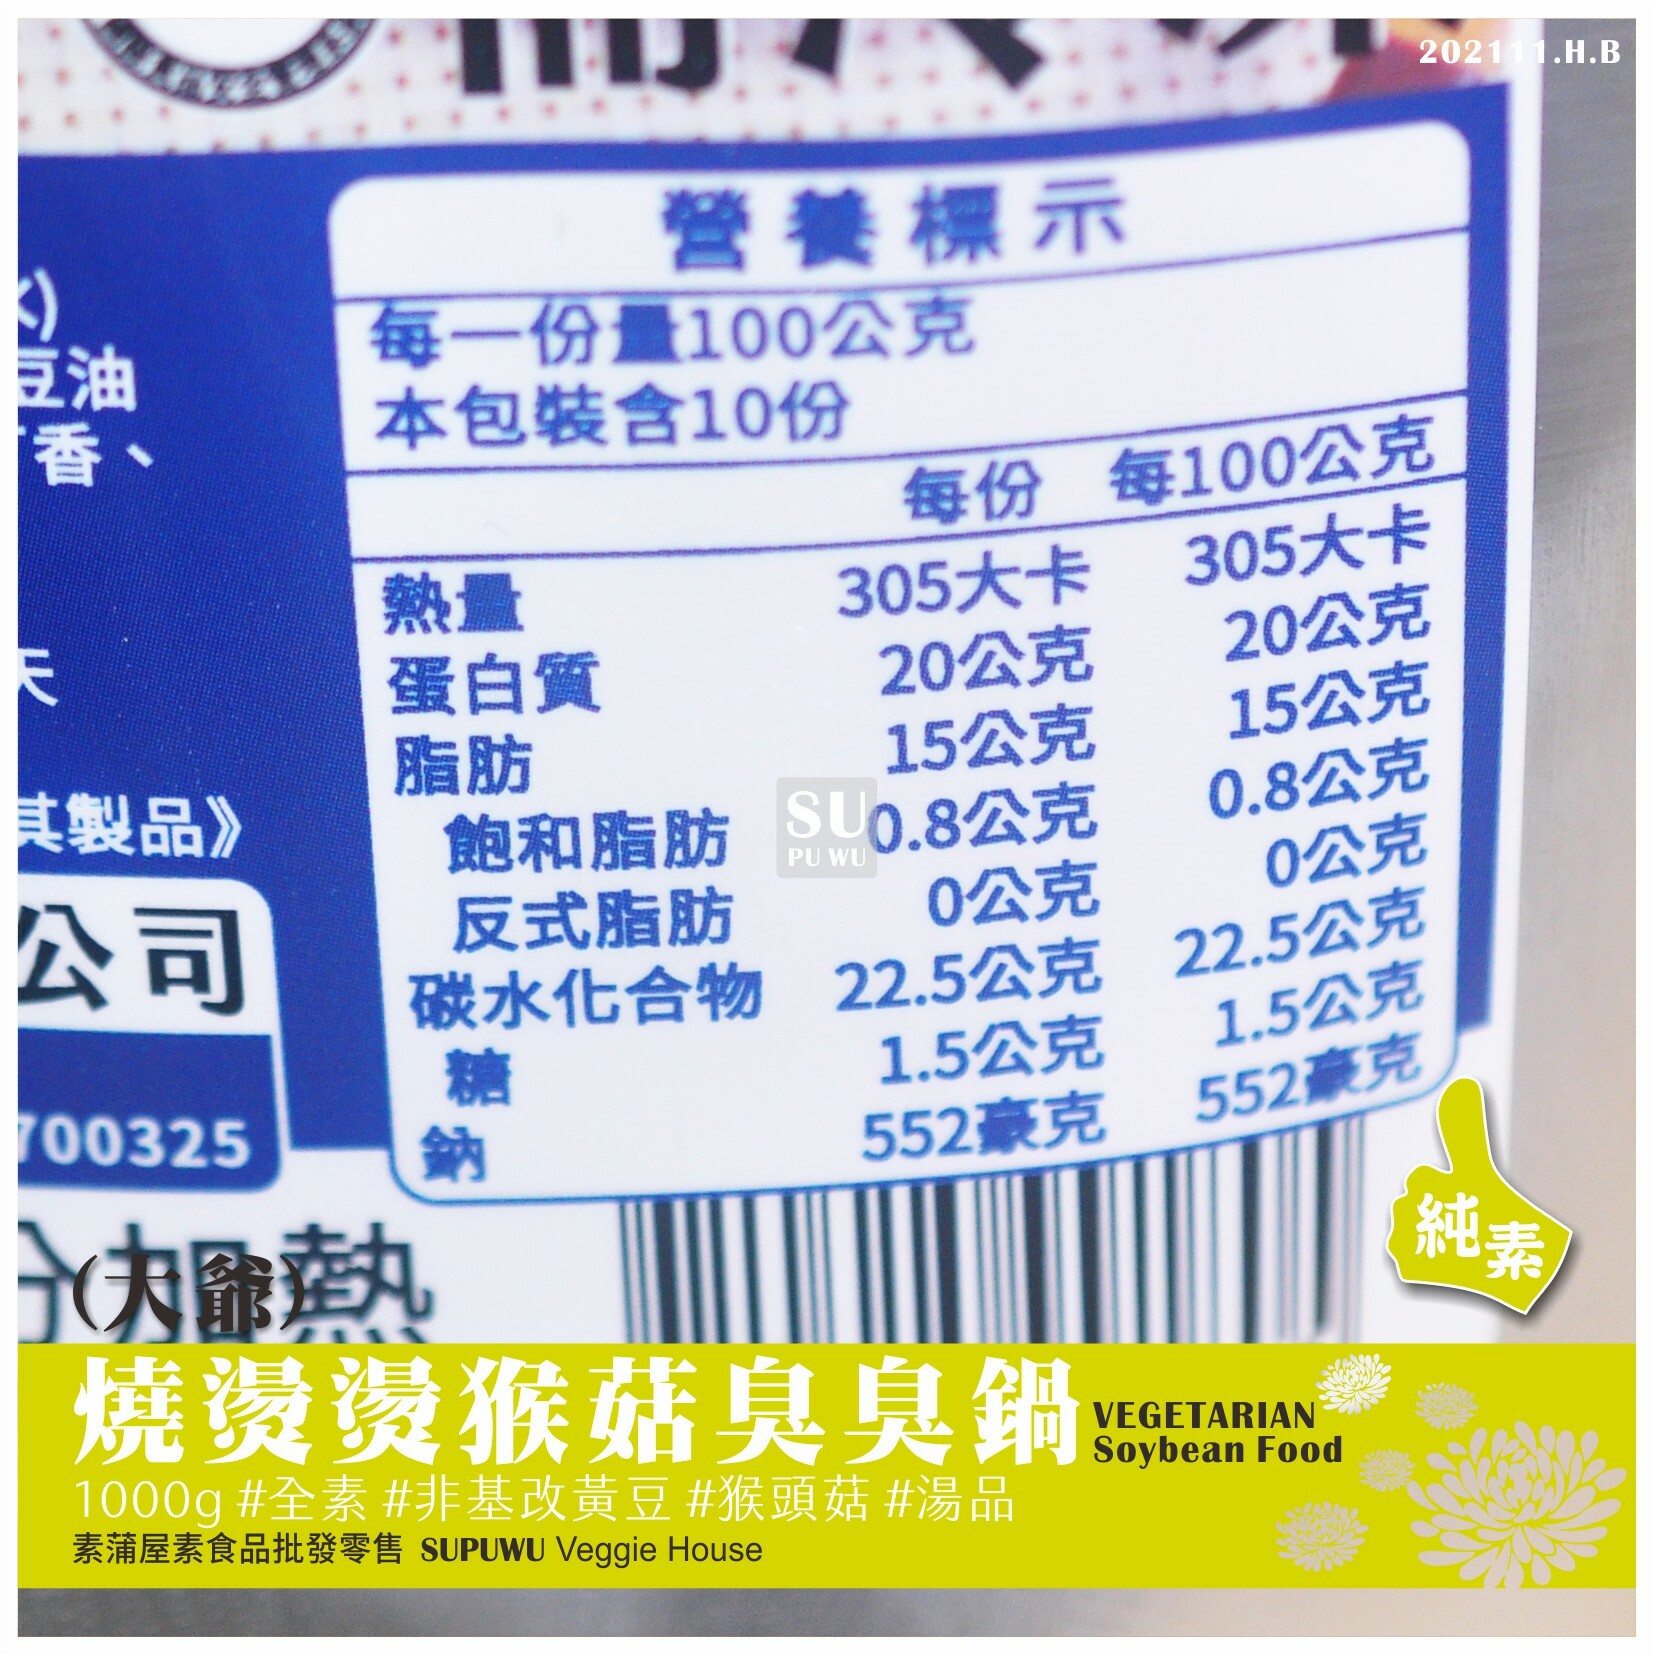 202111.H.B
營養標示
每一份量100公克
本包裝含10份
每份 每100公克
熱量 305大卡 305大卡
蛋白質 20公克 20公克
脂肪 15公克 15公克
飽和脂肪 0.8公克 0.8公克
反式脂肪 0公克 0公克
碳水化合物 22.5公克 22.5公克
糖 1.5公克 1.5公克
鈉 552豪克 552豪克
豆油
香、
天
其製品》
公司
700325
SU
PU WU
純素
加熱
(大爺)
燒燙燙猴菇臭臭鍋
VEGETARIAN
Soybean Food
1000g #全素 #非基改黃豆 #猴頭菇 #湯品
素蒲屋素食品批發零售 SUPUWU Veggie House